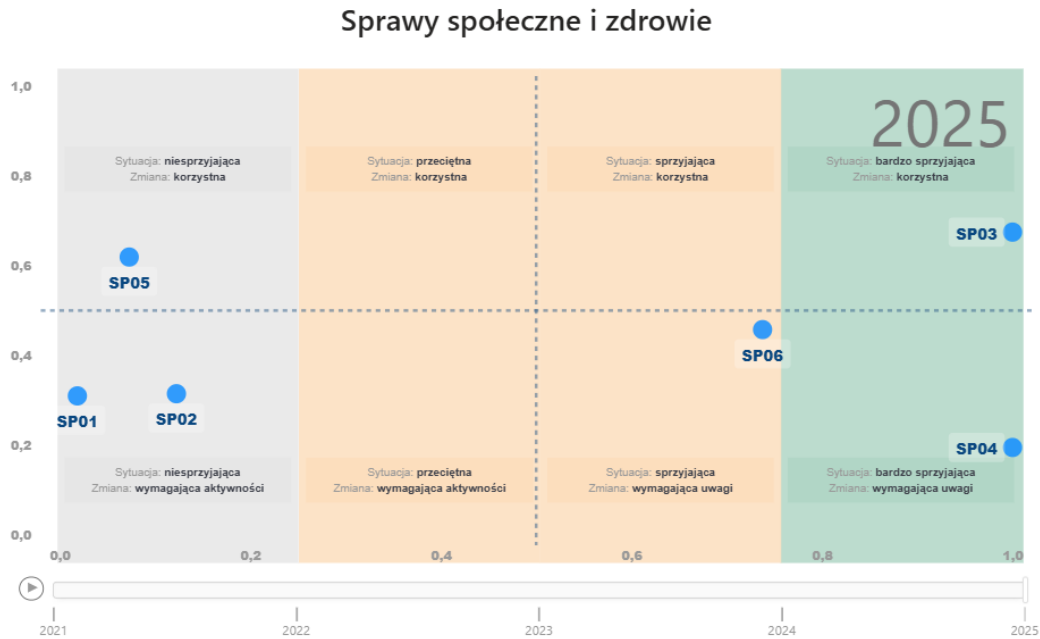 Sprawy społeczne i zdrowie
1,0
2025
Sytuacja: niesprzyjająca
Zmiana: korzystna
Sytuacja: przeciętna
Zmiana: korzystna
Sytuacja: sprzyjająca
Zmiana: korzystna
Sytuacja: bardzo sprzyjająca
Zmiana: korzystna
0,8
SP03
0,6
SP05
0,4
SP06
SP01
SP02
0,2
SP04
Sytuacja: niesprzyjająca
Zmiana: wymagająca aktywności
Sytuacja: przeciętna
Zmiana: wymagająca aktywności
Sytuacja: sprzyjająca
Zmiana: wymagająca uwagi
Sytuacja: bardzo sprzyjająca
Zmiana: wymagająca uwagi
0,0
0,0 0,2 0,4 0,6 0,8 1,0
2021 2022 2023 2024 2025